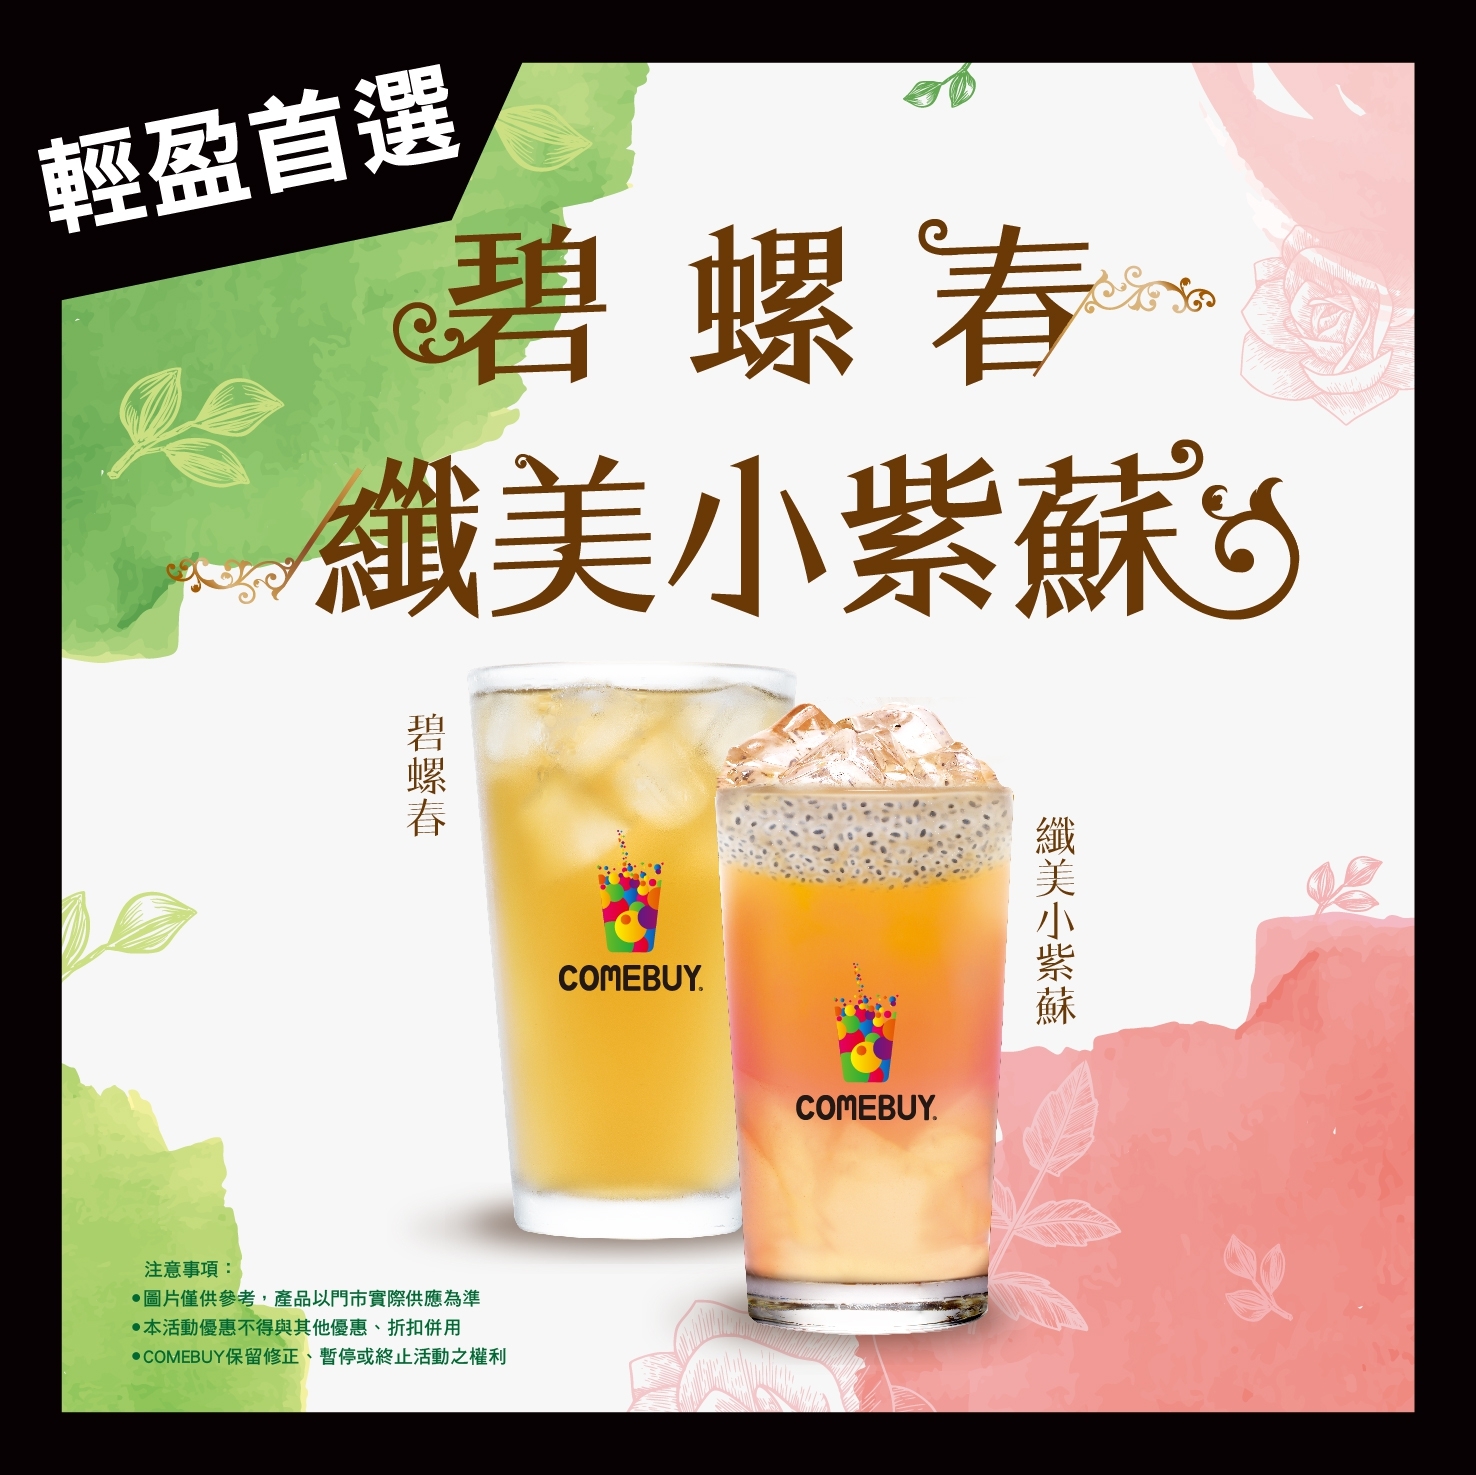 輕盈首選
碧螺春
纖美小紫蘇
碧螺春
纖美小紫蘇
COMEBUY.
COMEBUY.
注意事項：
●圖片僅供參考，產品以門市實際供應為準
●本活動優惠不得與其他優惠、折扣併用
●COMEBUY保留修正、暫停或終止活動之權利